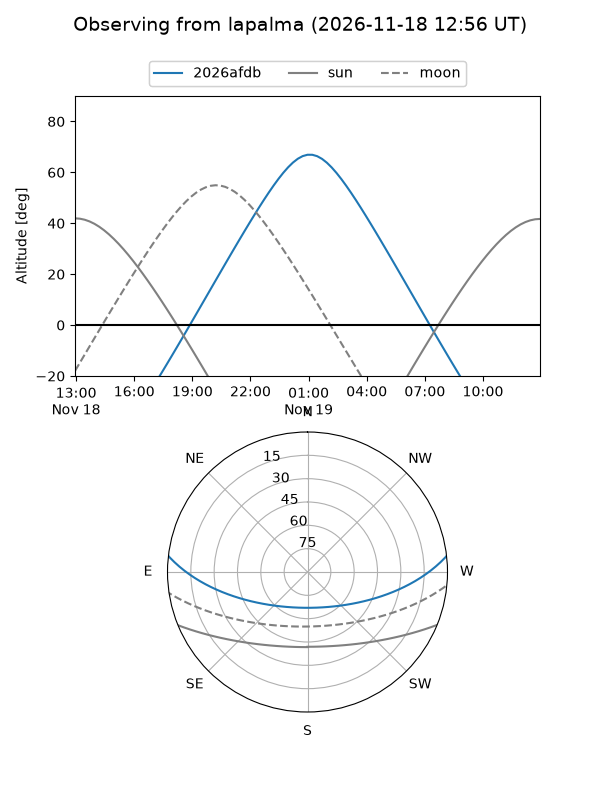 Observing from lapalma (2026-11-18 12:56 UT)
2026afdb sun moon
Altitude [deg]
80
60
40
20
0
−20
13:00 16:00 19:00 22:00 01:00 04:00 07:00 10:00
Nov 18 Nov 19
N
NE NW
15
30
45
60
75
E W
SE SW
S